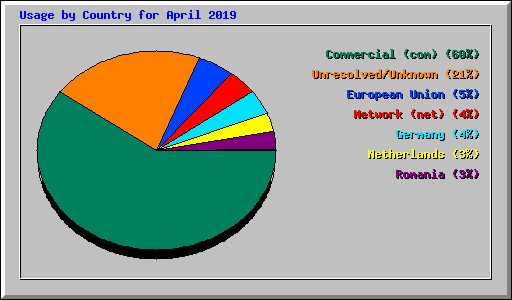 Usage by Country for April 2019
Commercial (com) (60%)
Unresolved/Unknown (21%)
European Union (5%)
Network (net) (4%)
Germany (4%)
Netherlands (3%)
Romania (3%)